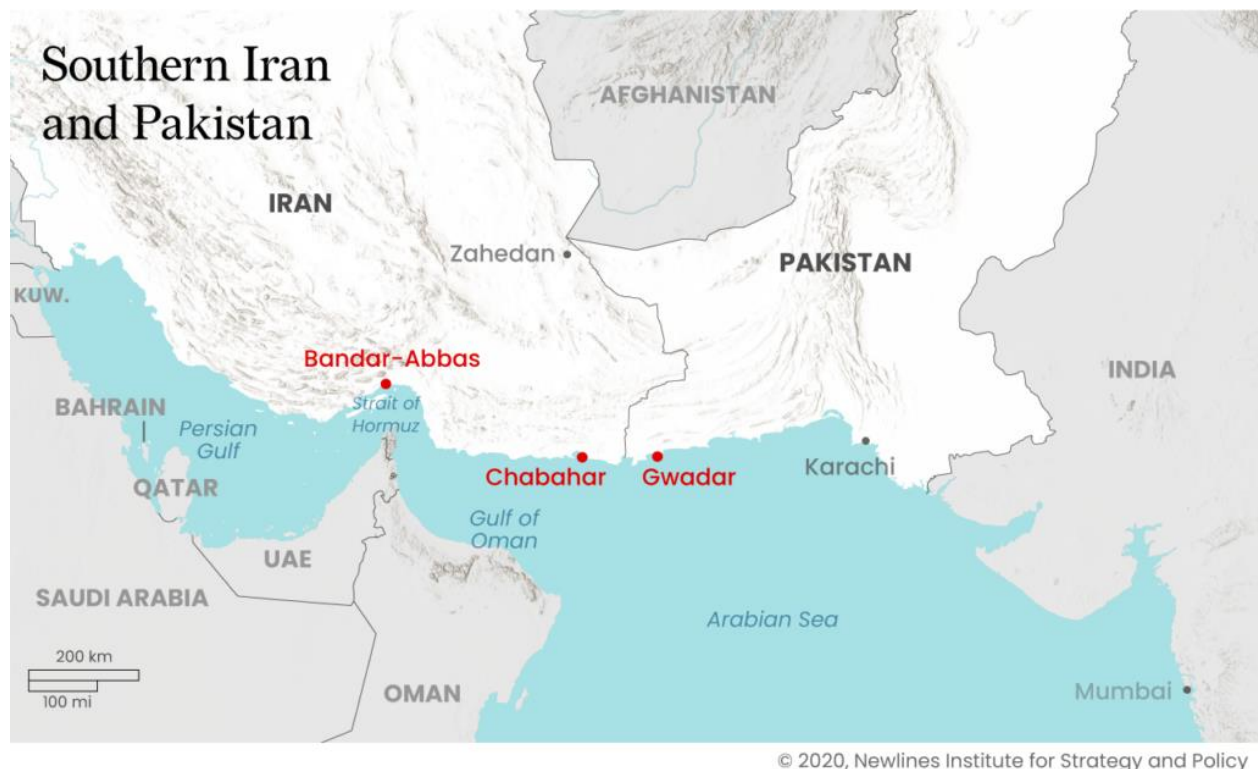 Southern Iran
and Pakistan
AFGHANISTAN
IRAN
Zahedan
PAKISTAN
KUW.
Bandar-Abbas
INDIA
Strait of
Hormuz
BAHRAIN
Persian
Gulf
Karachi
Chabahar
Gwadar
QATAR
Gulf of
Oman
UAE
SAUDI ARABIA
Arabian Sea
200 km
100 mi
OMAN
Mumbai
© 2020, Newlines Institute for Strategy and Policy